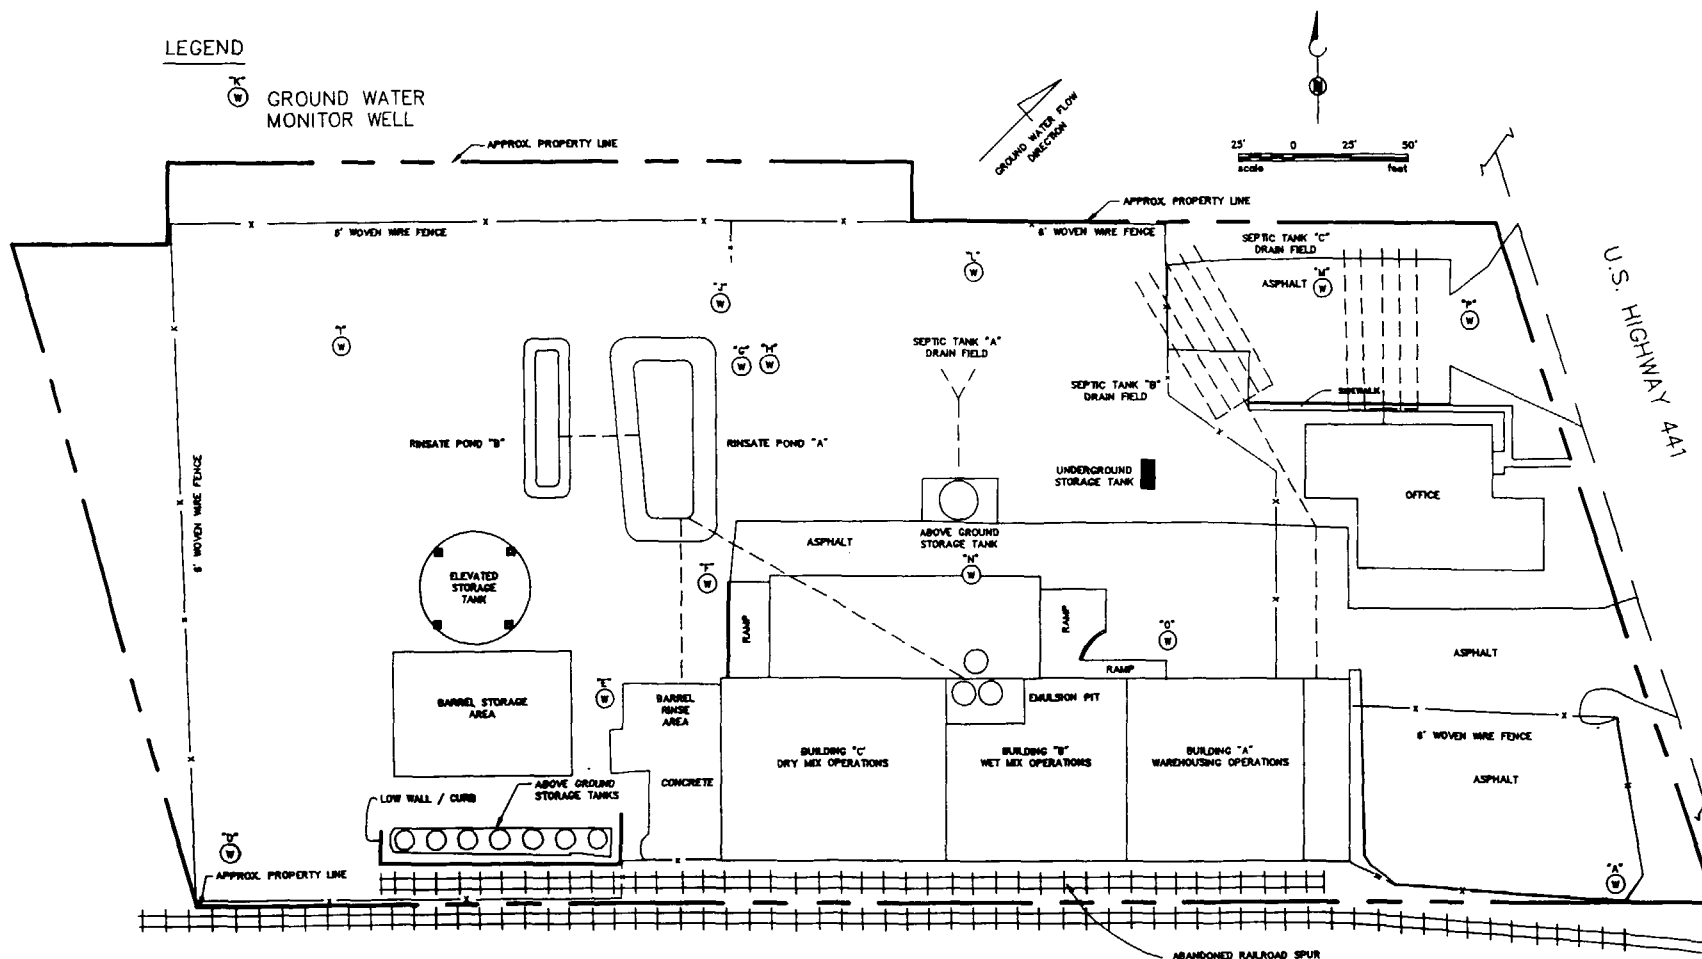 LEGEND
"K"
W
GROUND WATER
MONITOR WELL
APPROX. PROPERTY LINE
GROUND WATER FLOW
DIRECTION
25' 0 25' 50'
scale feet
APPROX. PROPERTY LINE
6' WOVEN WIRE FENCE
6' WOVEN WIRE FENCE
SEPTIC TANK "C"
DRAIN FIELD
U.S. HIGHWAY 441
"L"
W
ASPHALT
"M"
W
"P"
W
W
W
"G" "H"
W W
SEPTIC TANK "A"
DRAIN FIELD
SEPTIC TANK "B"
DRAIN FIELD
SIDEWALK
RINSATE POND "B"
RINSATE POND "A"
6' WOVEN WIRE FENCE
UNDERGROUND
STORAGE TANK
OFFICE
ASPHALT
ABOVE GROUND
STORAGE TANK
"N"
W
ELEVATED
STORAGE
TANK
"F"
W
RAMP
RAMP
"O"
W
RAMP
ASPHALT
"E"
W
BARREL STORAGE
AREA
BARREL
RINSE
AREA
EMULSION PIT
6' WOVEN WIRE FENCE
BUILDING "C"
DRY MIX OPERATIONS
BUILDING "B"
WET MIX OPERATIONS
BUILDING "A"
WAREHOUSING OPERATIONS
ASPHALT
CONCRETE
ABOVE GROUND
STORAGE TANKS
LOW WALL / CURB
W
APPROX. PROPERTY LINE
"A"
W
ABANDONED RAILROAD SPUR